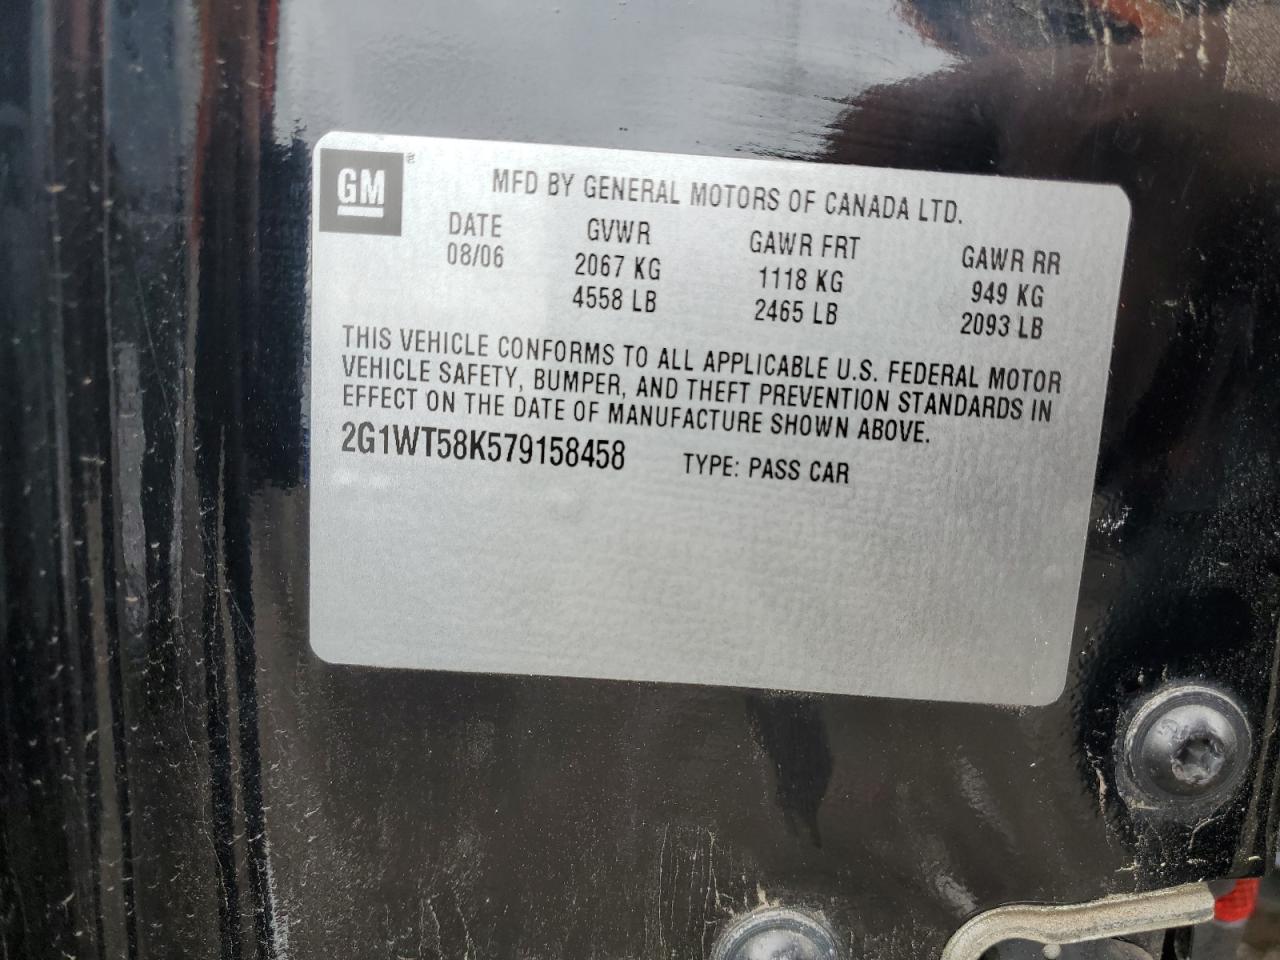 GM®
MFD BY GENERAL MOTORS OF CANADA LTD.
DATE GVWR GAWR FRT GAWR RR
08/06 2067 KG 1118 KG 949 KG
4558 LB 2465 LB 2093 LB
THIS VEHICLE CONFORMS TO ALL APPLICABLE U.S. FEDERAL MOTOR
VEHICLE SAFETY, BUMPER, AND THEFT PREVENTION STANDARDS IN
EFFECT ON THE DATE OF MANUFACTURE SHOWN ABOVE.
2G1WT58K579158458 TYPE: PASS CAR